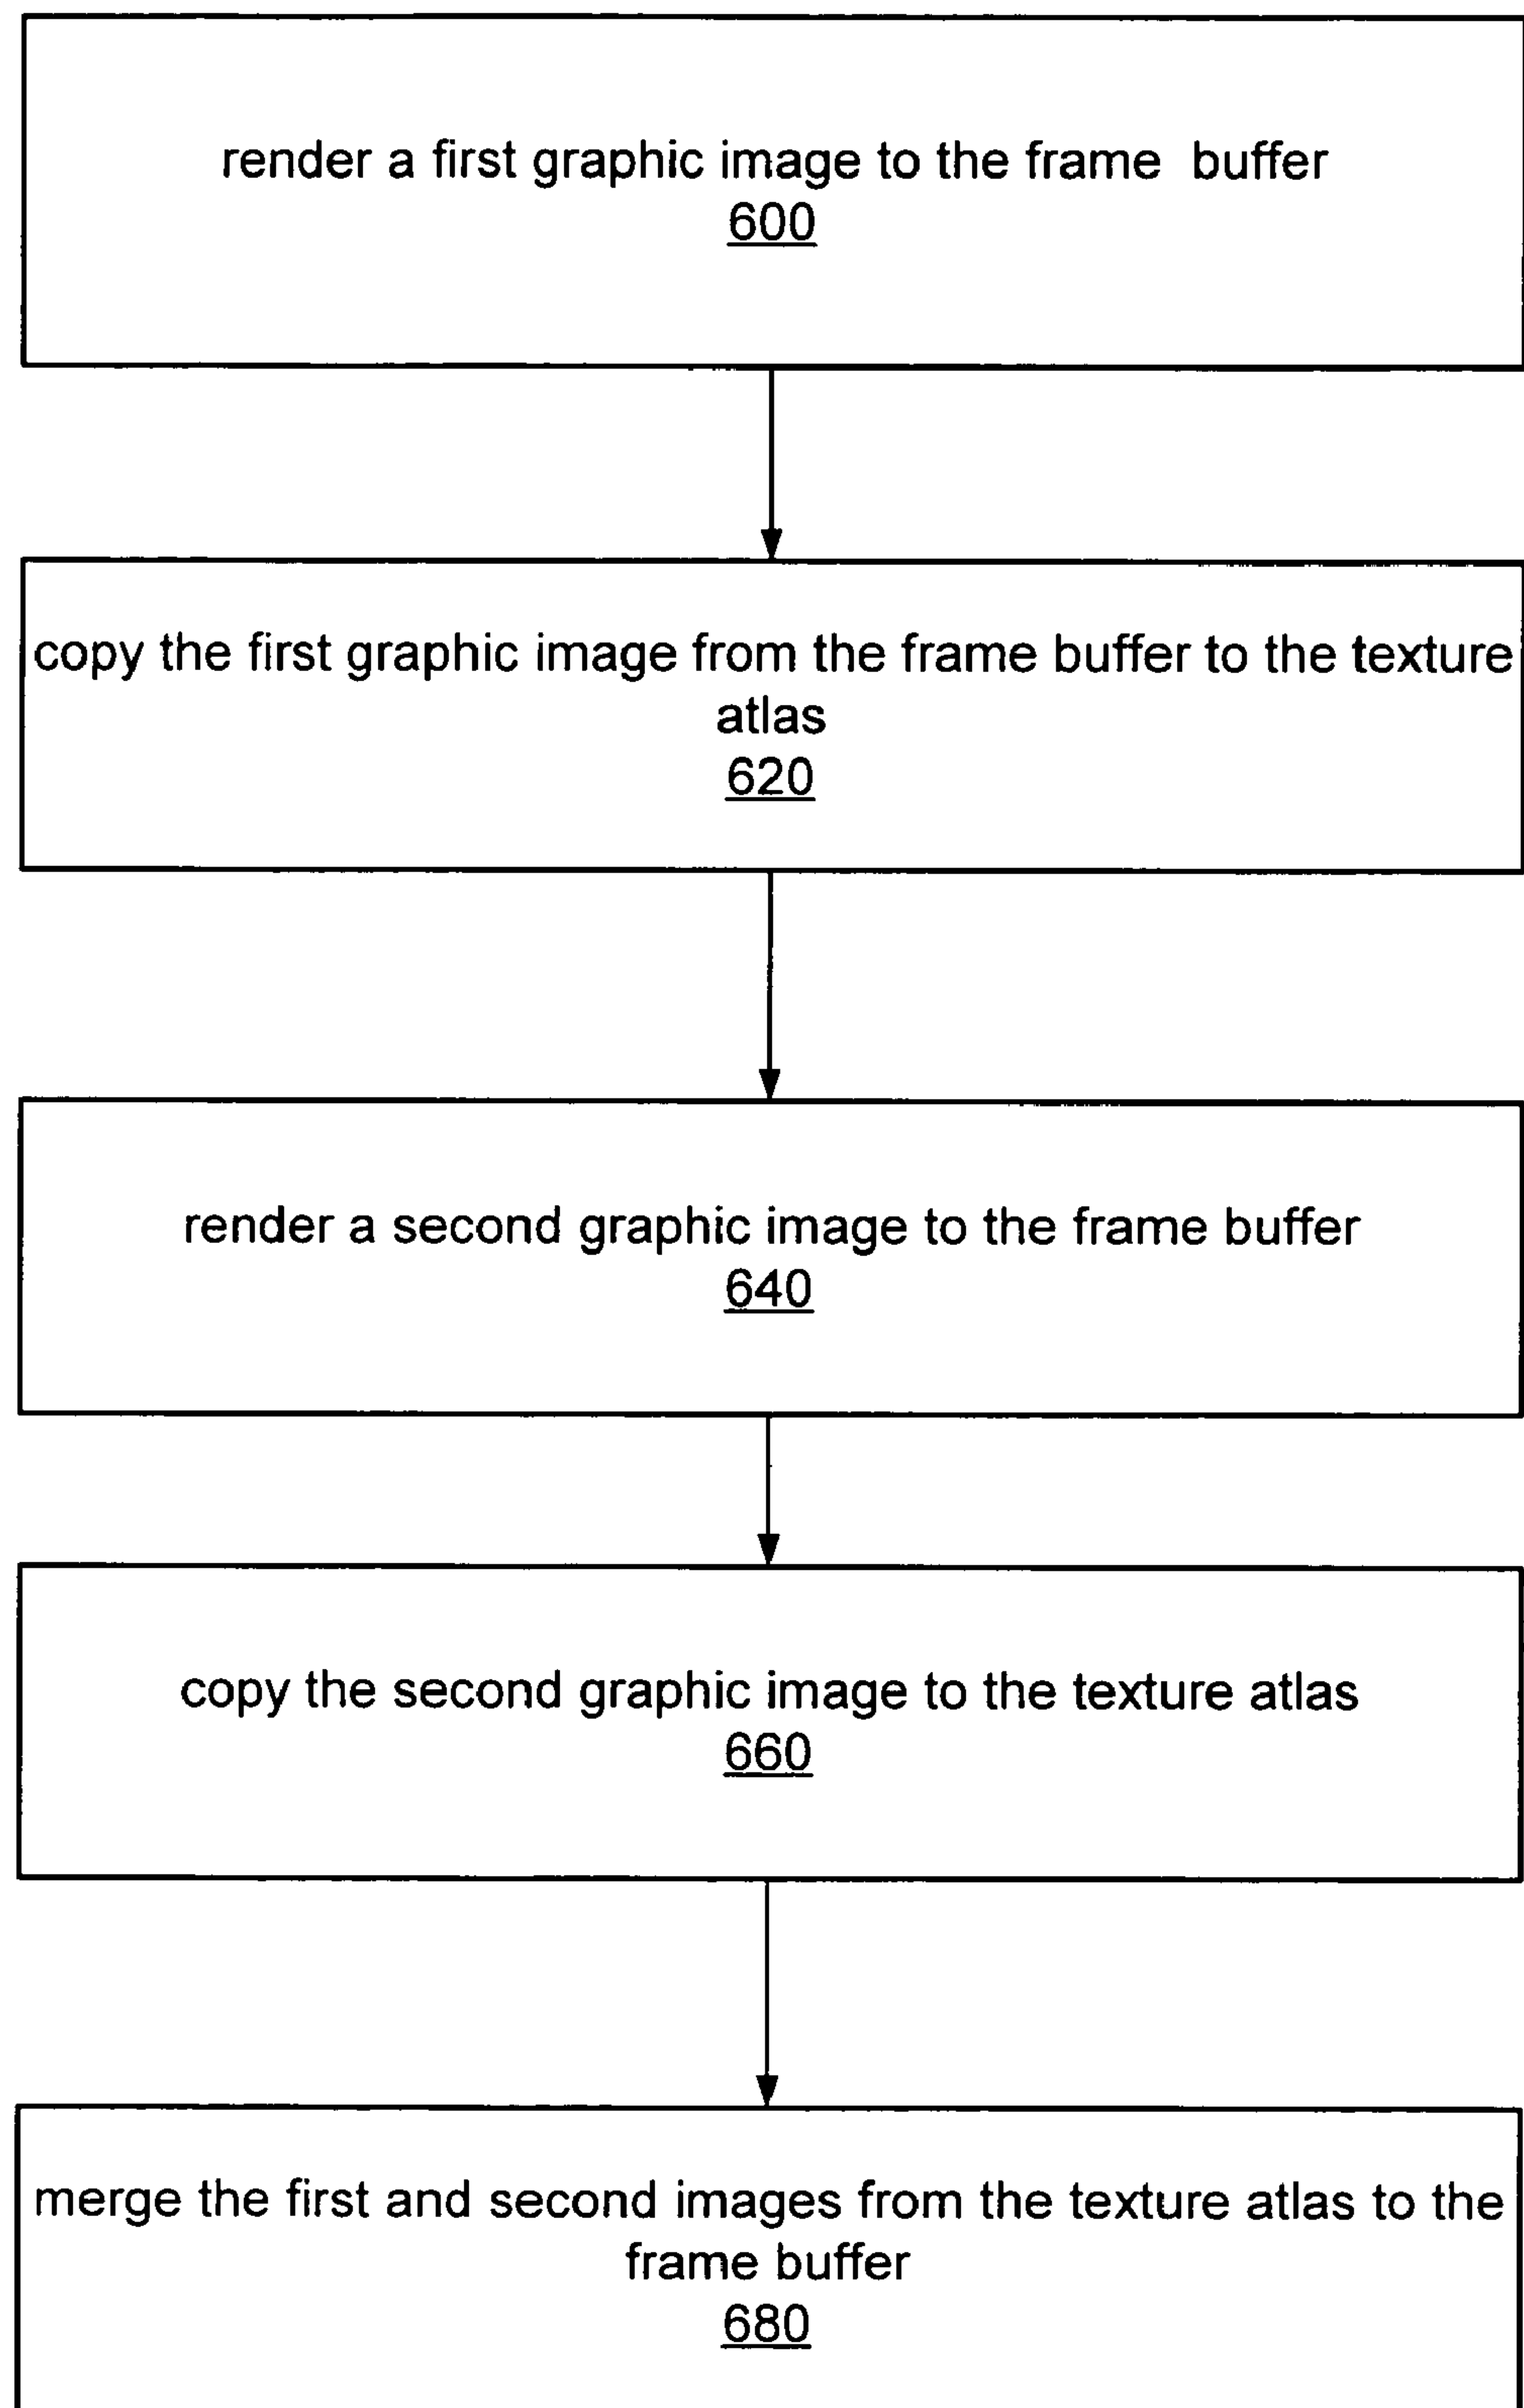 render a first graphic image to the frame buffer
600
copy the first graphic image from the frame buffer to the texture
atlas
620
render a second graphic image to the frame buffer
640
copy the second graphic image to the texture atlas
660
merge the first and second images from the texture atlas to the
frame buffer
680